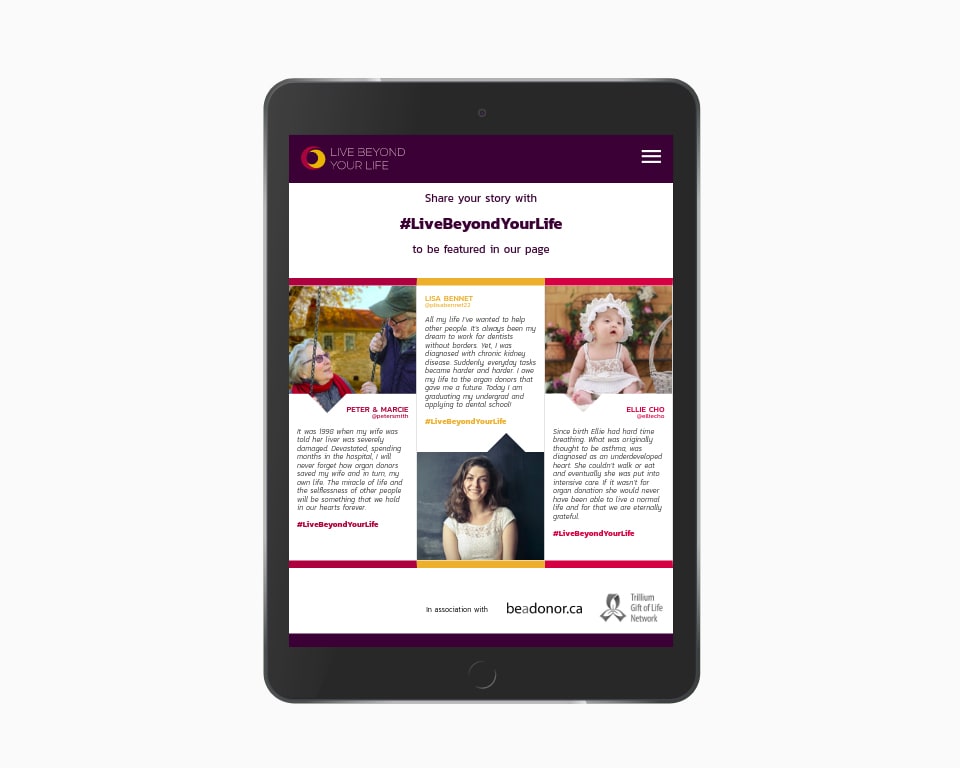 LIVE BEYOND
YOUR LIFE
Share your story with
#LiveBeyondYourLife
to be featured in our page
PETER & MARCIE
@petersmith
It was 1998 when my wife was
told her liver was severely
damaged. Devastated, spending
months in the hospital, I will
never forget how organ donors
saved my wife and in turn, my
own life. The miracle of life and
the selflessness of other people
will be something that we hold
in our hearts forever.
#LiveBeyondYourLife
LISA BENNET
@plisabennet22
All my life I've wanted to help
other people. It's always been my
dream to work for dentists
without borders. Yet, I was
diagnosed with chronic kidney
disease. Suddenly, everyday tasks
became harder and harder. I owe
my life to the organ donors that
gave me a future. Today I am
graduating my undergrad and
applying to dental school!
#LiveBeyondYourLife
ELLIE CHO
@elliecho
Since birth Ellie had hard time
breathing. What was originally
thought to be asthma, was
diagnosed as an underdeveloped
heart. She couldn't walk or eat
and eventually she was put into
intensive care. If it wasn't for
organ donation she would never
have been able to live a normal
life and for that we are eternally
grateful.
#LiveBeyondYourLife
In association with
beadonor.ca
Trillium
Gift of Life
Network